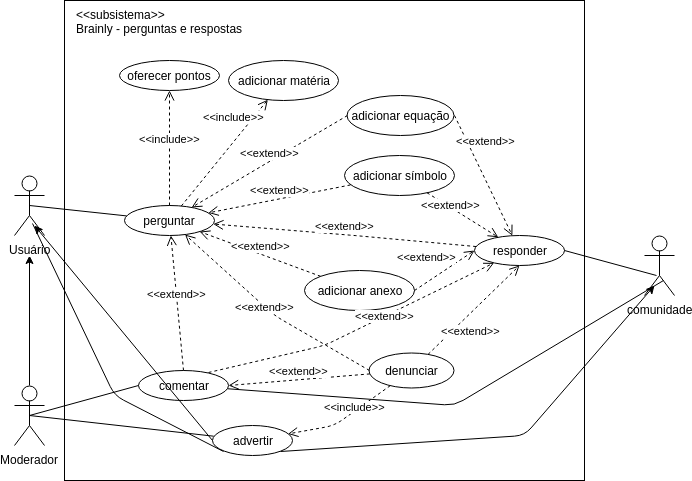 <<subsistema>>
Brainly - perguntas e respostas
oferecer pontos
adicionar matéria
<<include>>
adicionar equação
<<include>>
<<extend>>
<<extend>>
adicionar símbolo
<<extend>>
<<extend>>
perguntar
<<extend>>
Usuário
<<extend>>
<<extend>>
responder
adicionar anexo
<<extend>>
<<extend>>
comunidade
<<extend>>
<<extend>>
<<extend>>
denunciar
comentar
<<include>>
advertir
Moderador